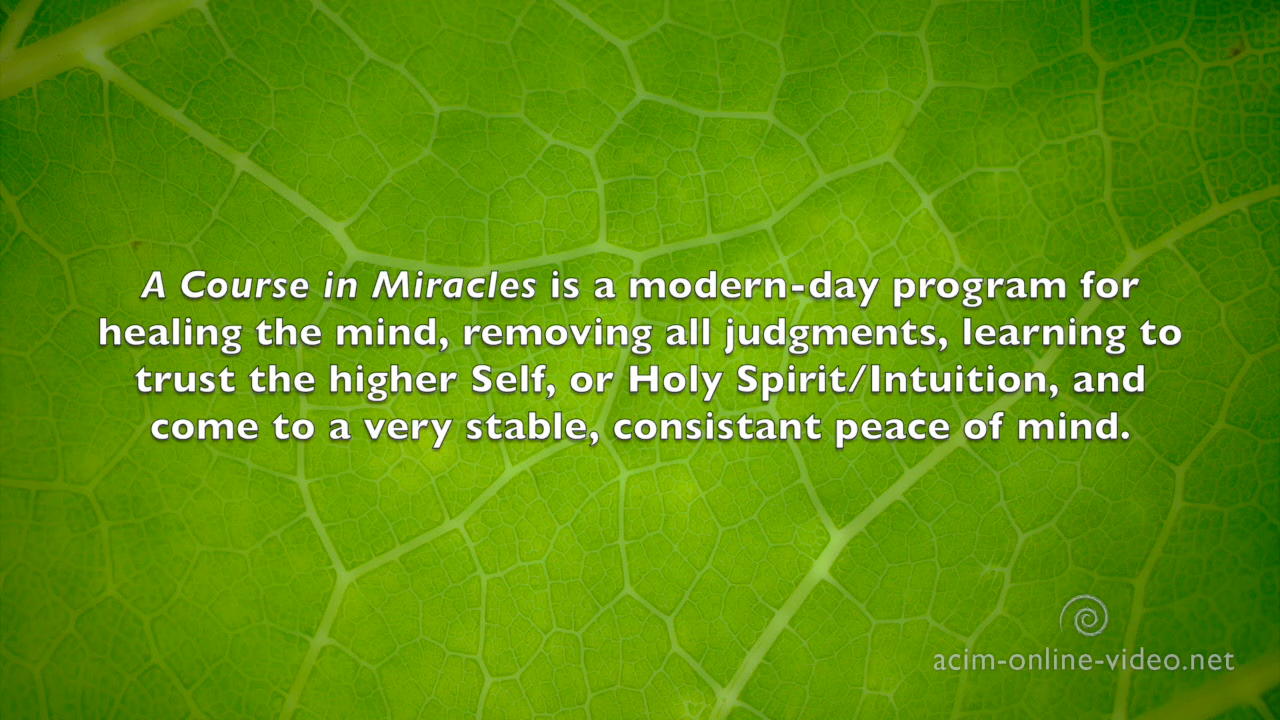 A Course in Miracles is a modern-day program for
healing the mind, removing all judgments, learning to
trust the higher Self, or Holy Spirit/Intuition, and
come to a very stable, consistant peace of mind.
acim-online-video.net